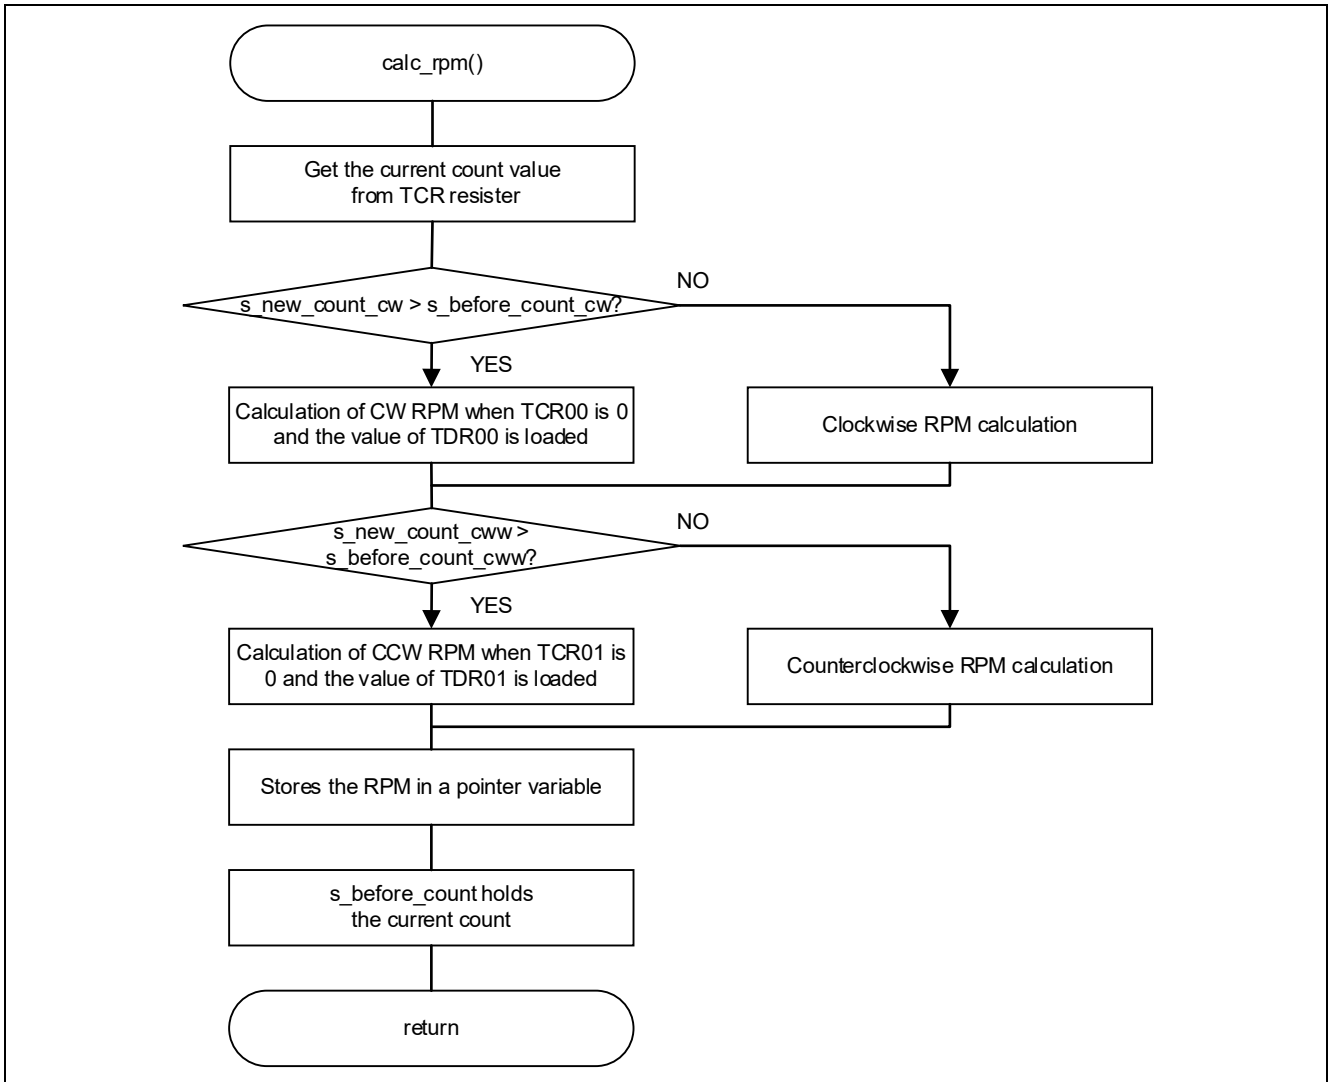 calc_rpm()
Get the current count value
from TCR resister
s_new_count_cw > s_before_count_cw?
NO
YES
Calculation of CW RPM when TCR00 is 0
and the value of TDR00 is loaded
Clockwise RPM calculation
s_new_count_cww >
s_before_count_cww?
NO
YES
Calculation of CCW RPM when TCR01 is
0 and the value of TDR01 is loaded
Counterclockwise RPM calculation
Stores the RPM in a pointer variable
s_before_count holds
the current count
return